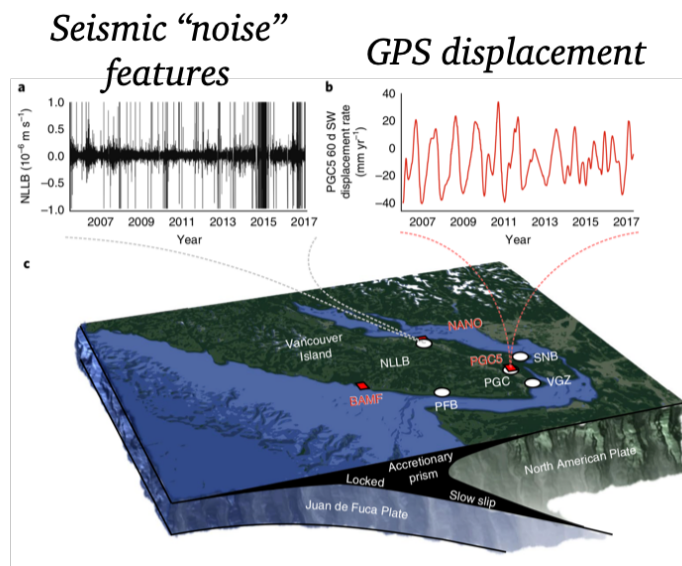 Seismic “noise”
features
GPS displacement
a
NLLB (10⁻⁶ m s⁻¹)
1.0
0.5
0.0
−0.5
−1.0
2007 2009 2011 2013 2015 2017
Year
b
PGC5 60 d SW
displacement rate
(mm yr⁻¹)
40
20
0
−20
−40
2007 2009 2011 2013 2015 2017
Year
c
Vancouver
Island
NANO
NLLB
PGC5
SNB
PGC
VGZ
BAMF
PFB
Accretionary
prism
North American Plate
Locked
Slow slip
Juan de Fuca Plate